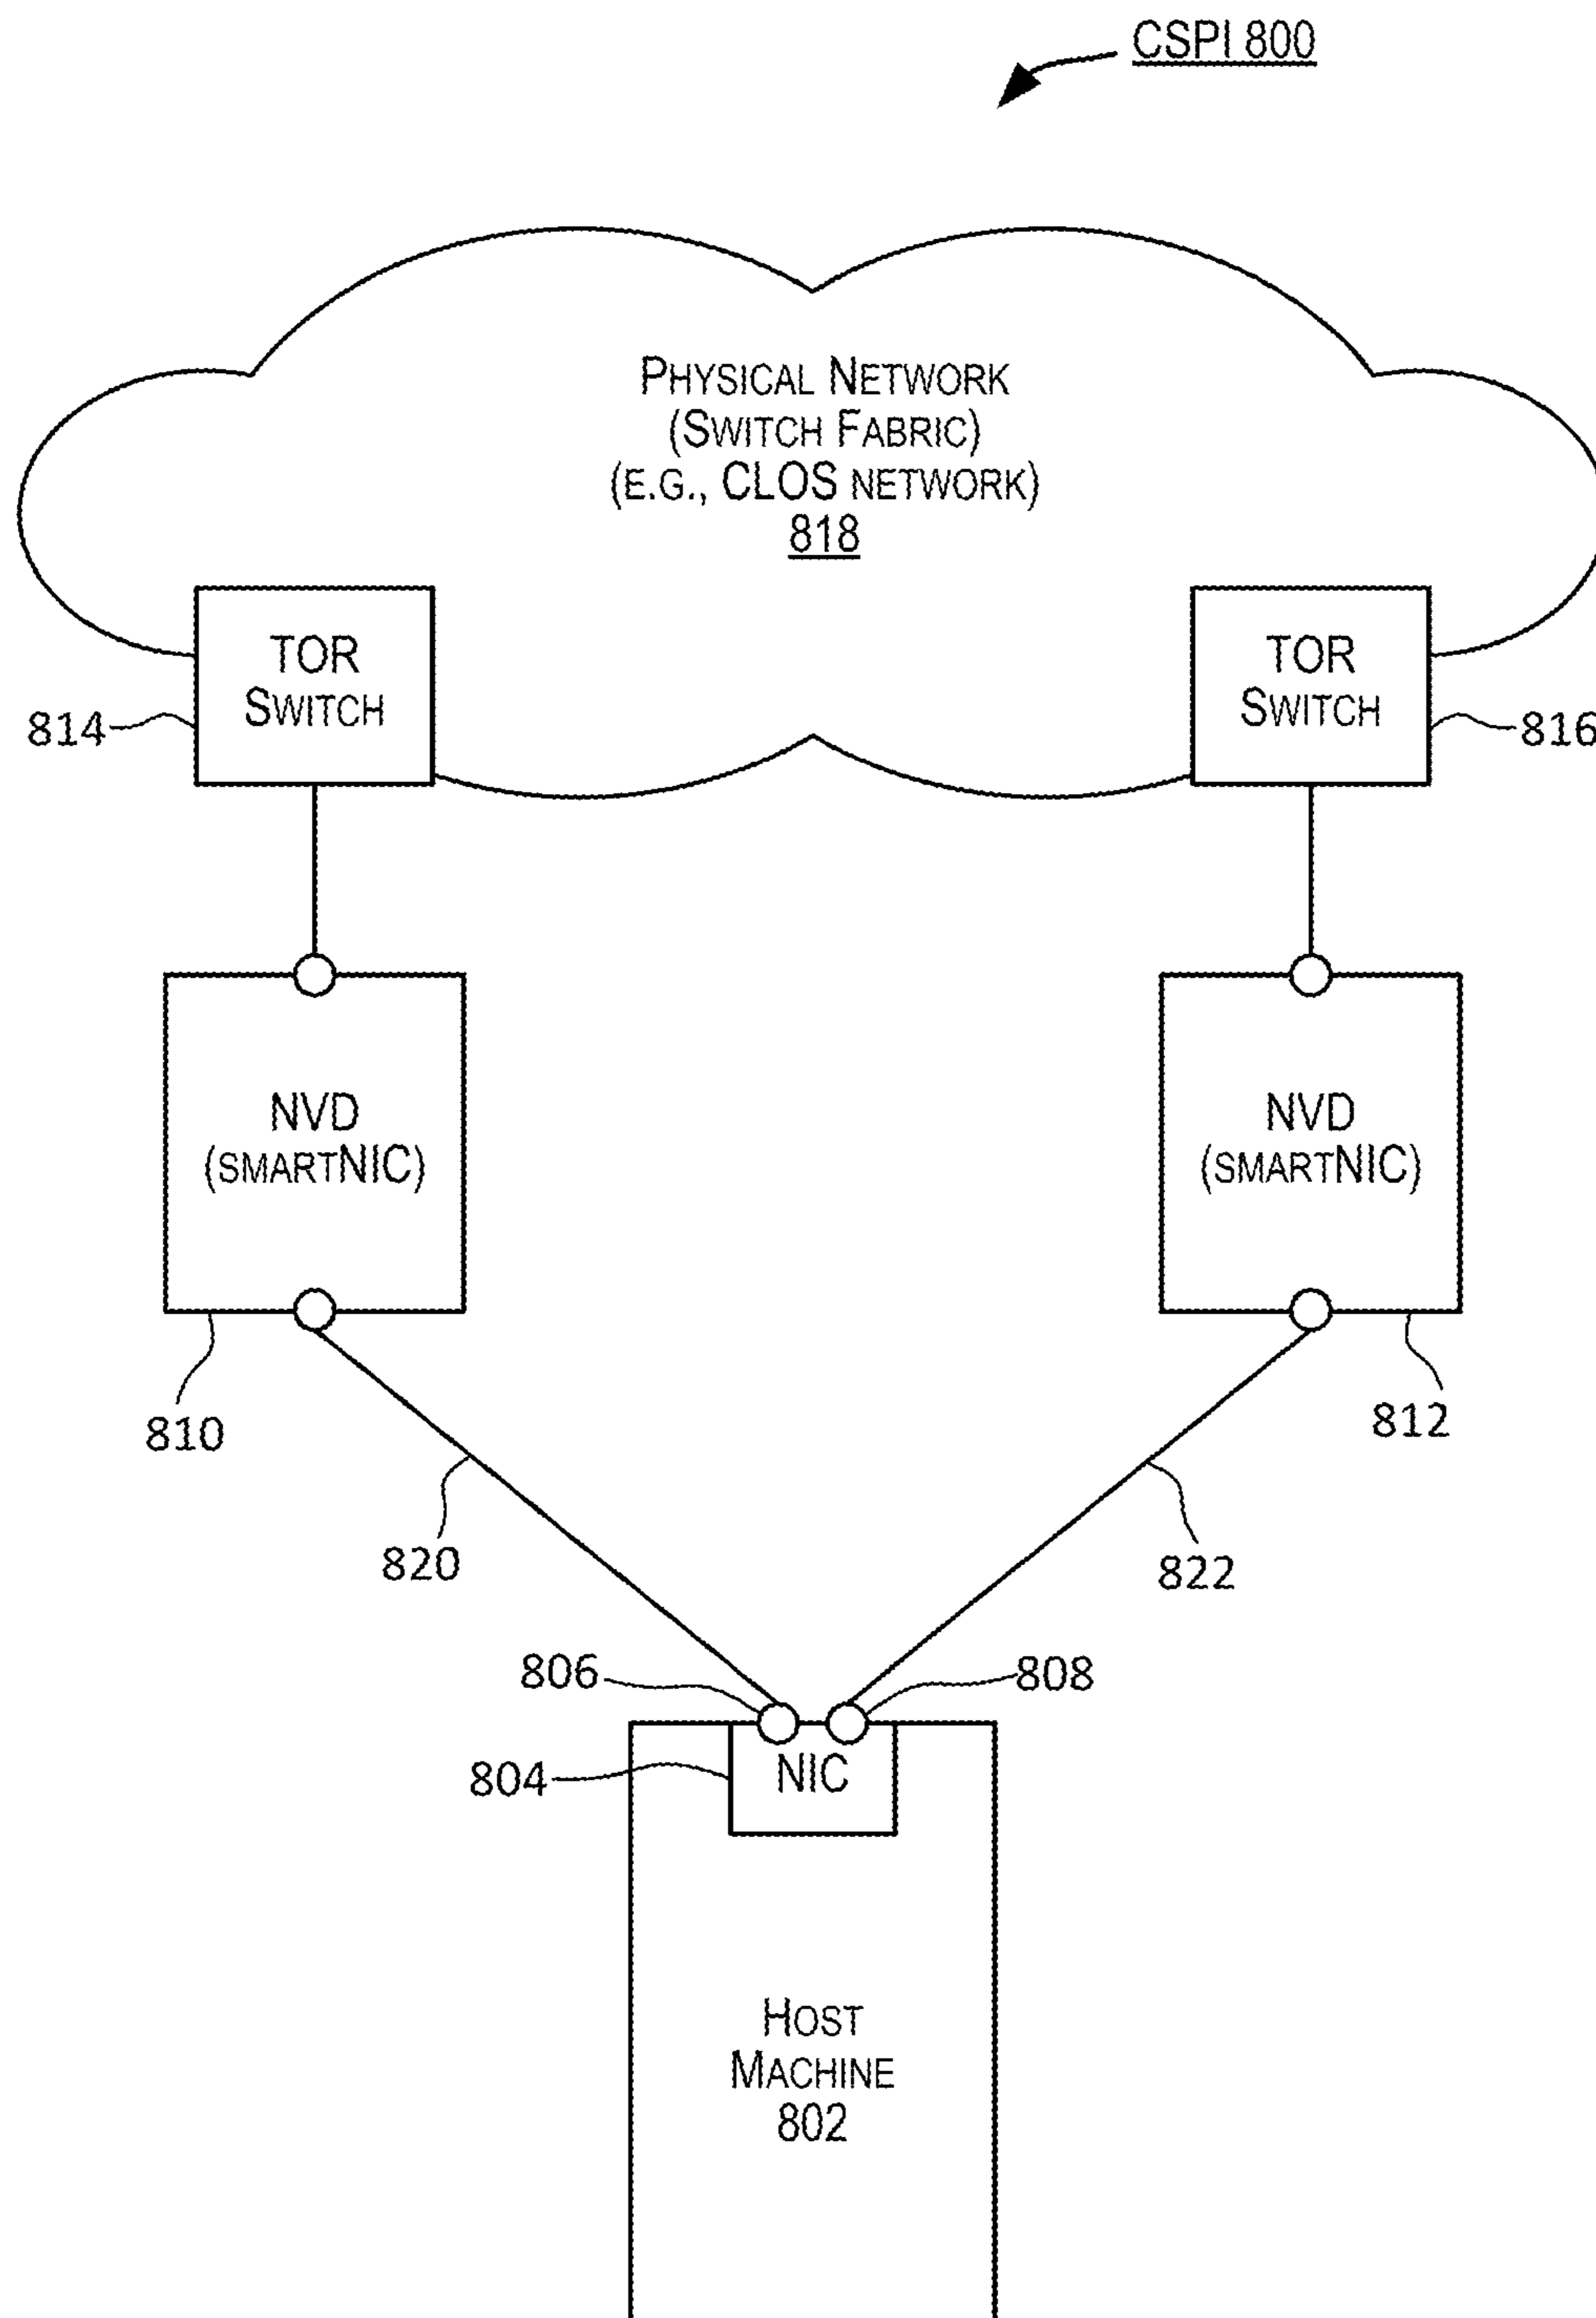 CSPI 800
PHYSICAL NETWORK
(SWITCH FABRIC)
(E.G., CLOS NETWORK)
818
TOR
SWITCH
TOR
SWITCH
814
816
NVD
(SMARTNIC)
NVD
(SMARTNIC)
810
812
820
822
806
808
804
NIC
HOST
MACHINE
802